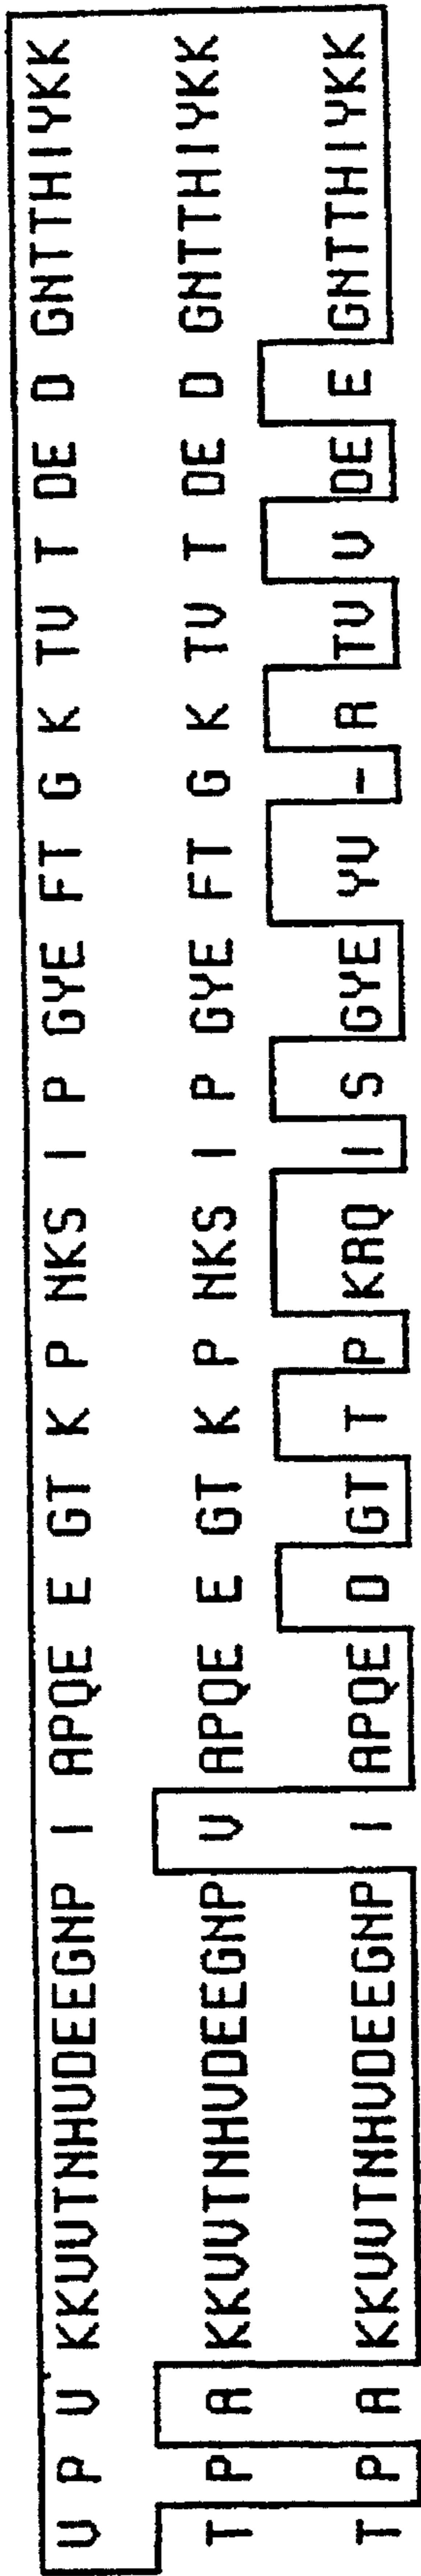 V P V KKVVTNHVDEEGNP I APQE E GT K P NKS I P GYE FT G K TV T DE D GNTTHIYKK
T P A KKVVTNHVDEEGNP V APQE E GT K P NKS I P GYE FT G K TV T DE D GNTTHIYKK
T P A KKVVTNHVDEEGNP I APQE D GT T P KRQ I S GYE YV – R TV V DE E GNTTHIYKK